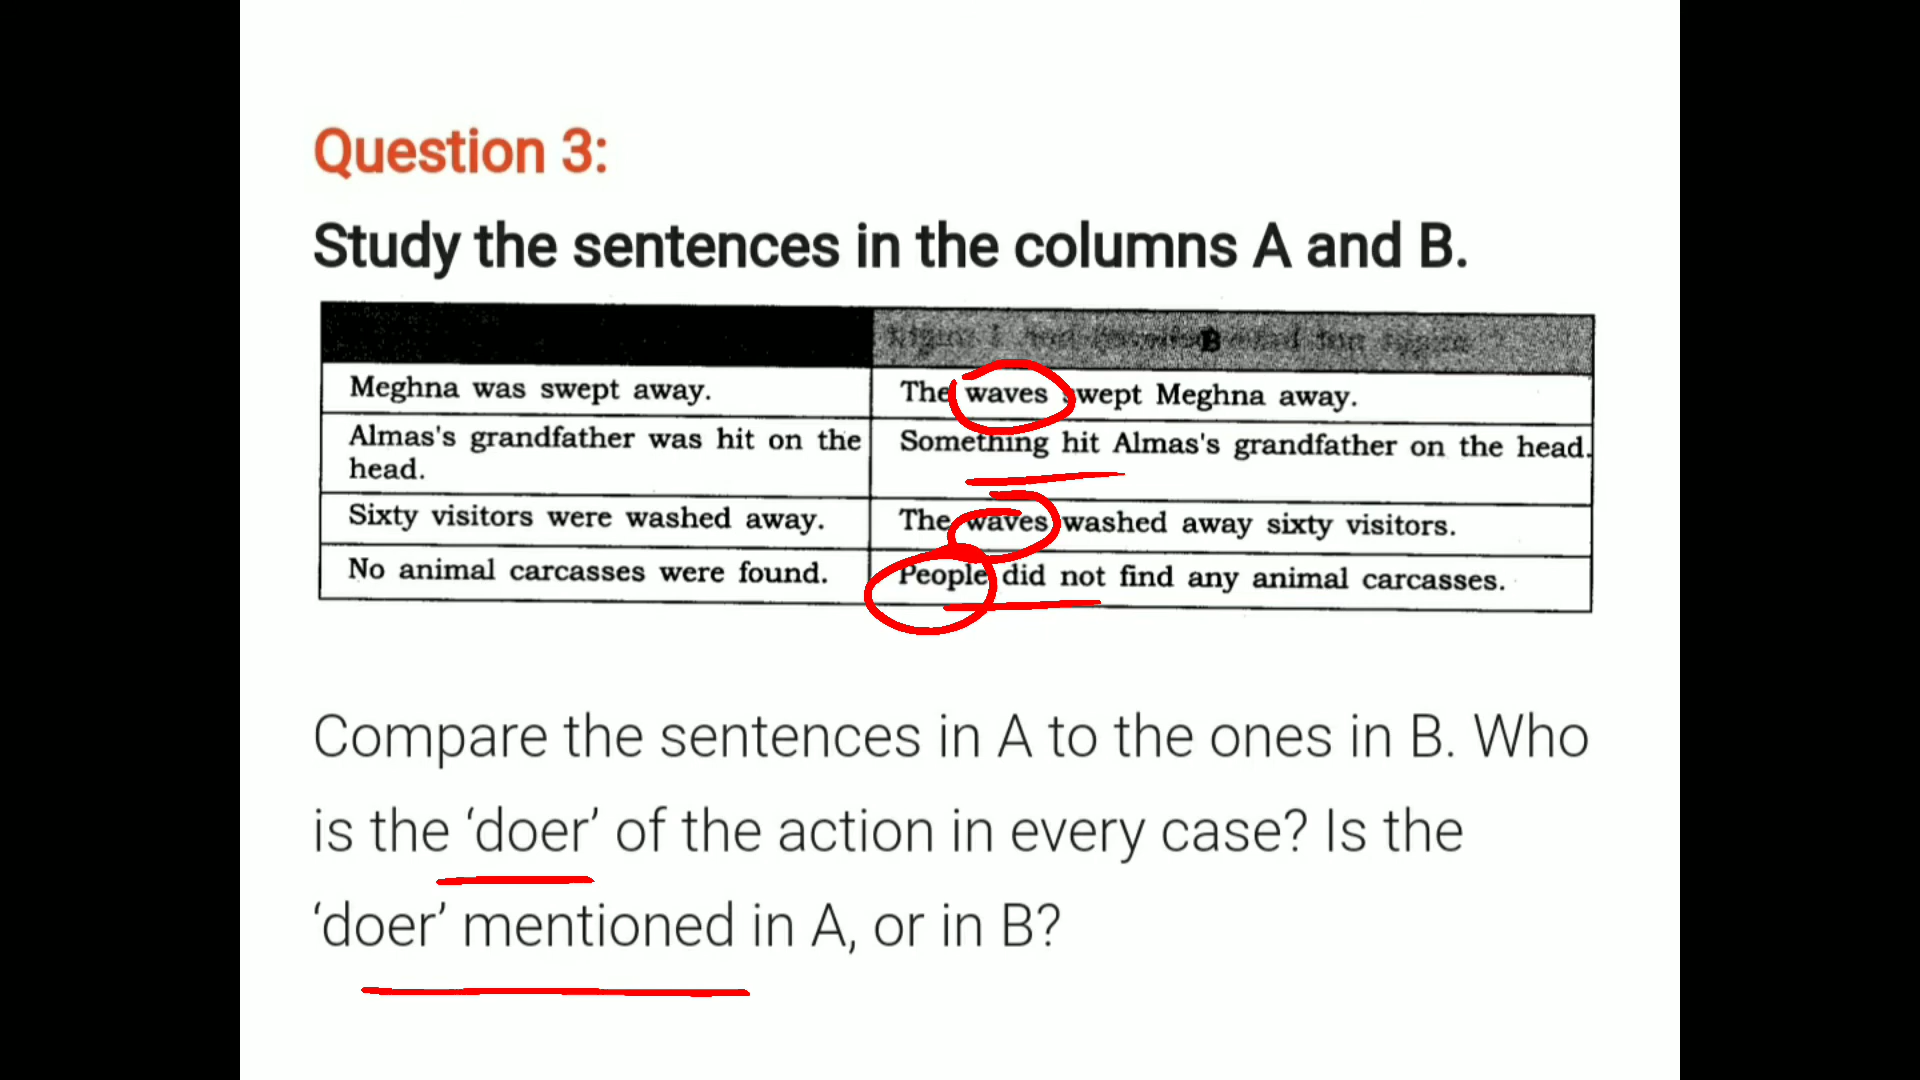 Question 3:
Study the sentences in the columns A and B.
B
Meghna was swept away.
The waves swept Meghna away.
Almas's grandfather was hit on the
head.
Something hit Almas's grandfather on the head.
Sixty visitors were washed away.
The waves washed away sixty visitors.
No animal carcasses were found.
People did not find any animal carcasses.
Compare the sentences in A to the ones in B. Who
is the ‘doer’ of the action in every case? Is the
‘doer’ mentioned in A, or in B?